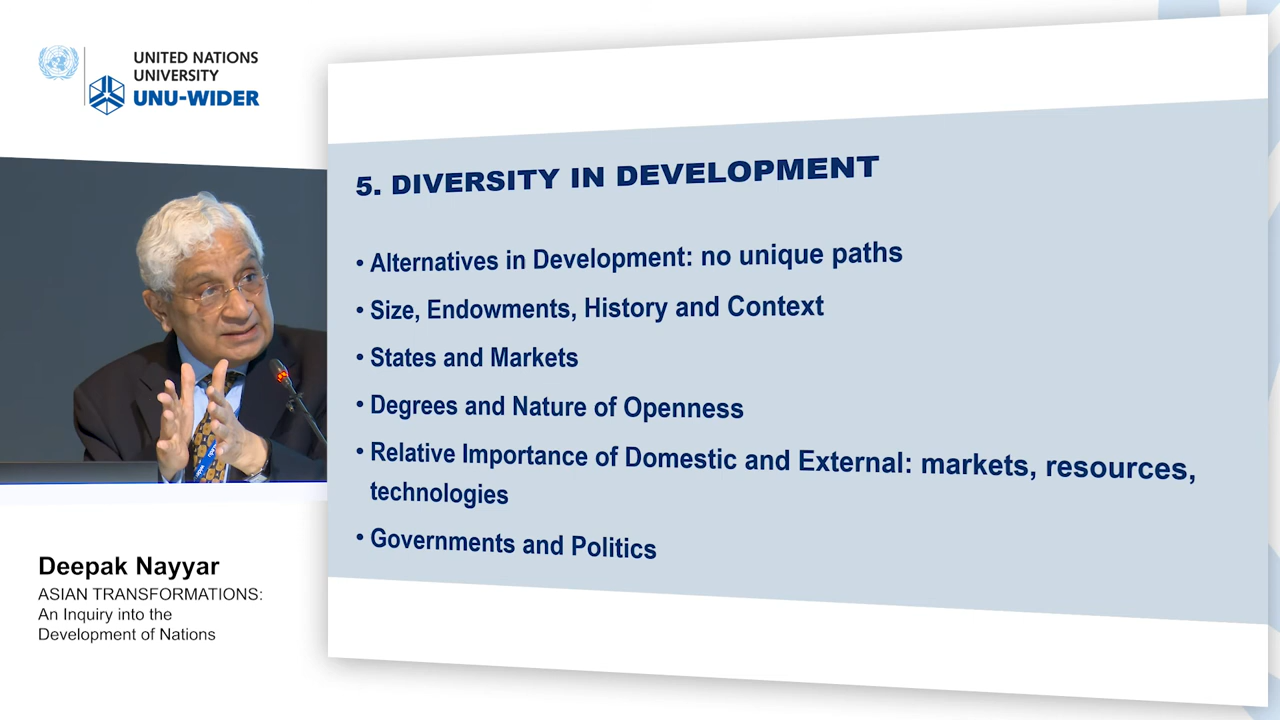 UNITED NATIONS
UNIVERSITY
UNU-WIDER
5. DIVERSITY IN DEVELOPMENT
• Alternatives in Development: no unique paths
• Size, Endowments, History and Context
• States and Markets
• Degrees and Nature of Openness
• Relative Importance of Domestic and External: markets, resources,
technologies
• Governments and Politics
Deepak Nayyar
ASIAN TRANSFORMATIONS:
An Inquiry into the
Development of Nations